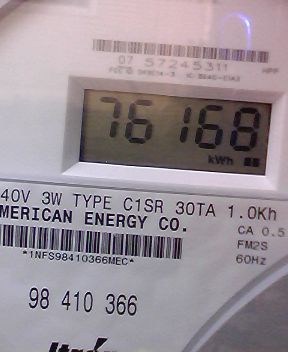 07 57245311
76168
kWh
40V 3W TYPE C1SR 30TA 1.0Kh
MERICAN ENERGY CO.
CA 0.5
FM2S
60Hz
*1NFS98410366MEC*
98 410 366
Itrón